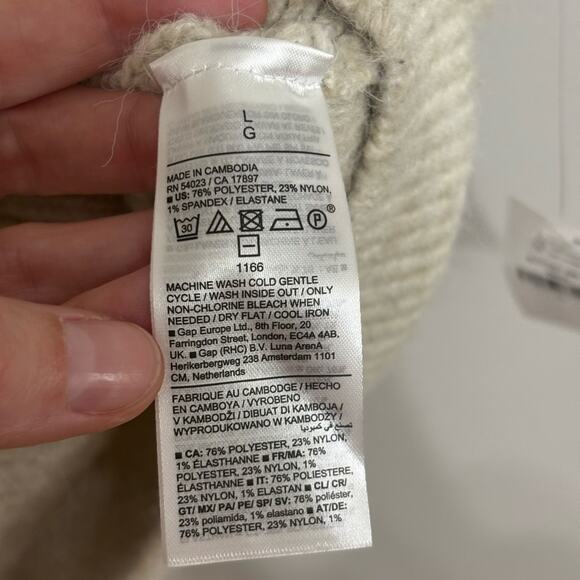 L
G
MADE IN CAMBODIA
RN 54023 / CA 17897
■ US: 76% POLYESTER, 23% NYLON,
1% SPANDEX / ELASTANE
30 P ®
1166
MACHINE WASH COLD GENTLE
CYCLE / WASH INSIDE OUT / ONLY
NON-CHLORINE BLEACH WHEN
NEEDED / DRY FLAT / COOL IRON
■ Gap Europe Ltd., 8th Floor, 20
Farringdon Street, London, EC4A 4AB.
UK. ■ Gap (RHC) B.V. Luna ArenA
Herikerbergweg 238 Amsterdam 1101
CM, Netherlands
FABRIQUE AU CAMBODGE / HECHO
EN CAMBOYA / VYROBENO
V KAMBODŽI / DIBUAT DI KAMBOJA /
WYPRODUKOWANO W KAMBODŻY /
تصنع في كمبوديا
■ CA: 76% POLYESTER, 23% NYLON,
1% ÉLASTHANNE ■ FR/MA: 76%
POLYESTER, 23% NYLON, 1%
ÉLASTHANNE ■ IT: 76% POLIESTERE,
23% NYLON, 1% ELASTAN ■ CL/ CR/
GT/ MX/ PA/ PE/ SP/ SV: 76% poliéster,
23% poliamida, 1% elastano ■ AT/DE:
76% POLYESTER, 23% NYLON, 1%